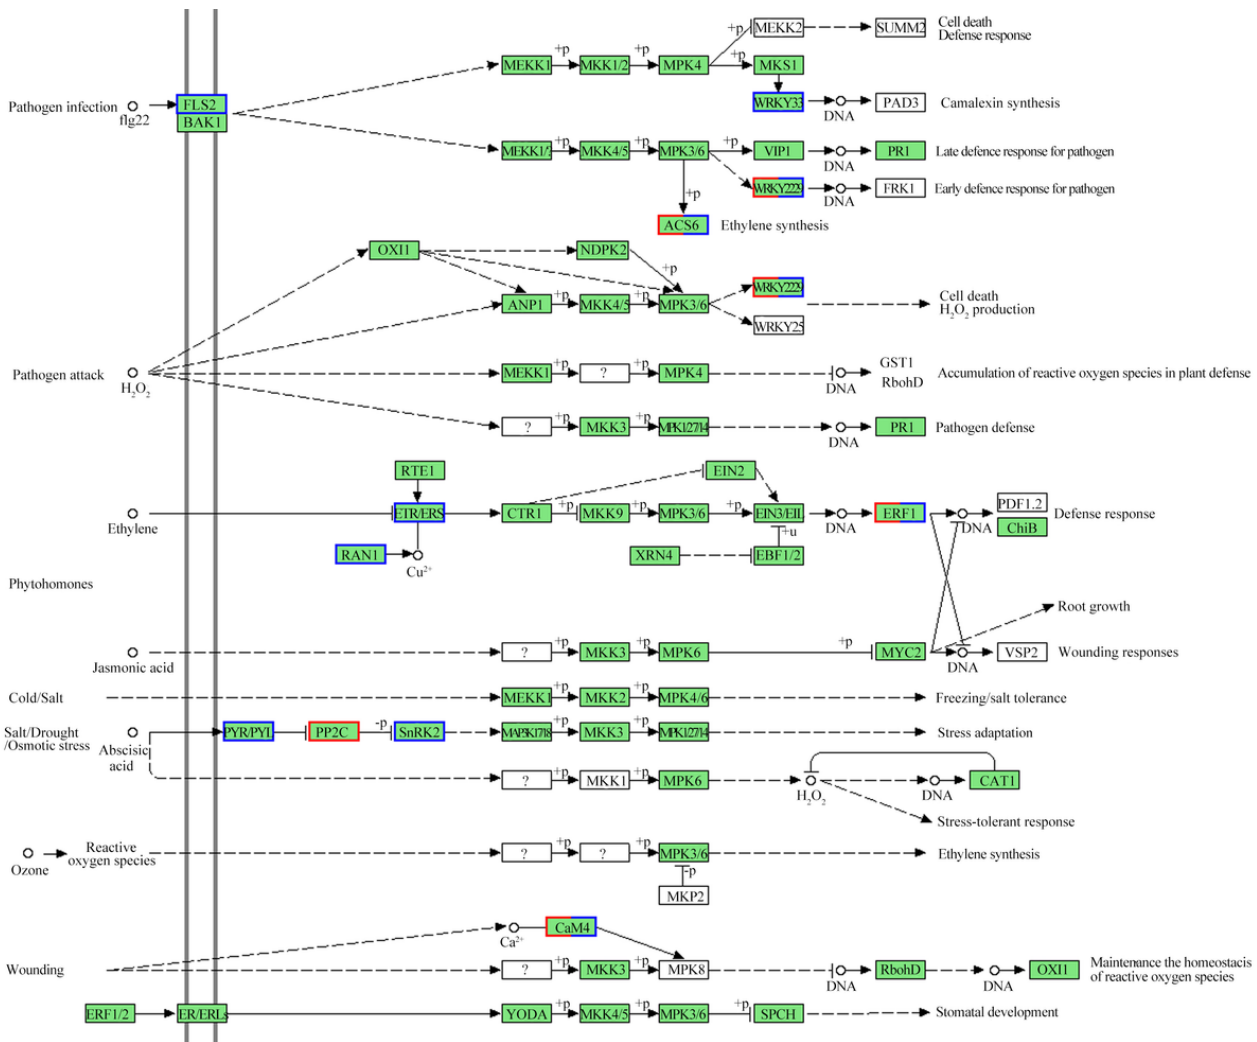 +p MEKK2 SUMM2 Cell death
Defense response
+p +p +p
MEKK1 MKK1/2 MPK4 MKS1
Pathogen infection flg22 FLS2 WRKY33 DNA PAD3 Camalexin synthesis
BAK1
+p +p +p
MEKK1/2 MKK4/5 MPK3/6 VIP1 DNA PR1 Late defence response for pathogen
+p WRKY2229 DNA FRK1 Early defence response for pathogen
ACS6 Ethylene synthesis
OXI1 NDPK2
+p
WRKY2229
+p +p
ANP1 MKK4/5 MPK3/6 Cell death
H2O2 production
WRKY25
+p +p GST1
Pathogen attack H2O2 MEKK1 ? MPK4 DNA RbohD Accumulation of reactive oxygen species in plant defense
+p +p
? MKK3 MPK1/2/7/14 DNA PR1 Pathogen defense
RTE1 EIN2
+p +p +p PDF1.2
Ethylene ETR/ERS CTR1 MKK9 MPK3/6 EIN3/EIL DNA ERF1 DNA Defense response
+u ChiB
RAN1 Cu2+ XRN4 EBF1/2
Phytohomones
Root growth
+p +p +p
Jasmonic acid ? MKK3 MPK6 MYC2 DNA VSP2 Wounding responses
+p +p
Cold/Salt MEKK1 MKK2 MPK4/6 Freezing/salt tolerance
-p +p +p
Salt/Drought PYR/PYL PP2C SnRK2 MAPSK17/18 MKK3 MPK1/2/7/14 Stress adaptation
/Osmotic stress
Abscisic
acid
+p +p
? MKK1 MPK6 H2O2 DNA CAT1
Stress-tolerant response
Reactive
oxygen species
+p +p
Ozone ? ? MPK3/6 Ethylene synthesis
-p
MKP2
Ca2+ CaM4
+p +p
Wounding ? MKK3 MPK8 DNA RbohD DNA OXI1 Maintenance the homeostacis
of reactive oxygen species
+p +p +p
ERF1/2 ER/ERLs YODA MKK4/5 MPK3/6 SPCH Stomatal development